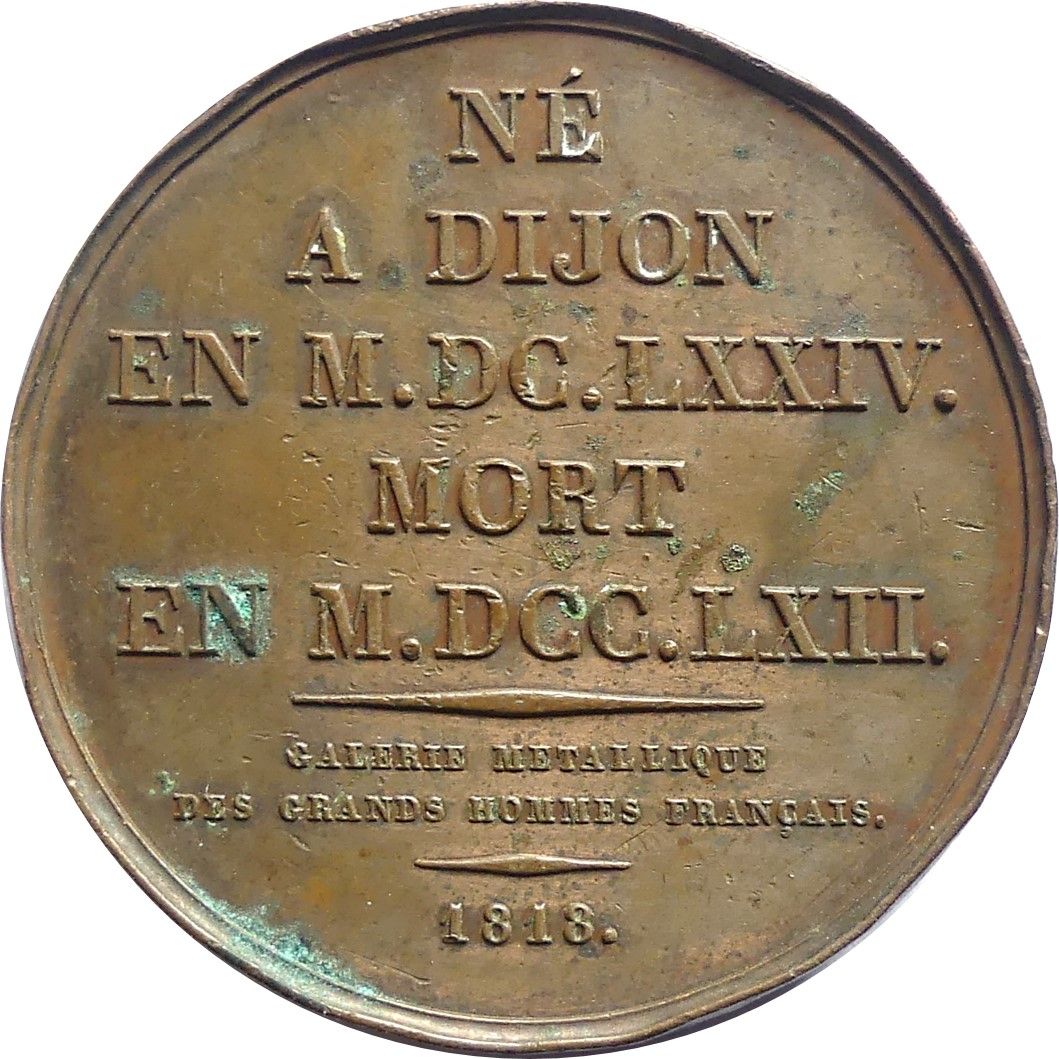 NÉ
A DIJON
EN M.DC.LXXIV.
MORT
EN M.DCC.LXII.
GALERIE METALLIQUE
DES GRANDS HOMMES FRANÇAIS.
1818.